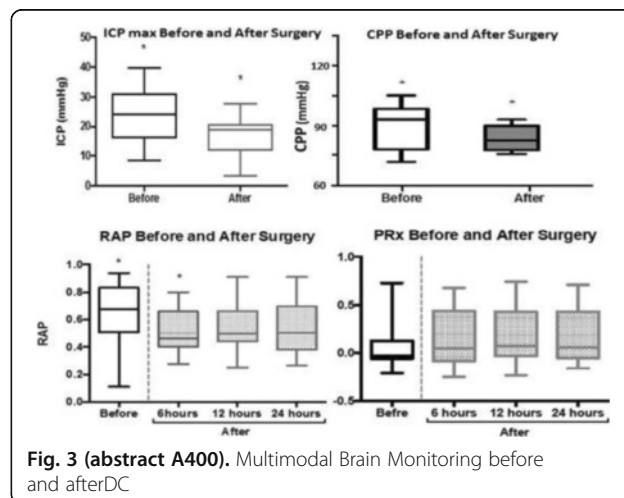 ICP max Before and After Surgery
50
40
30
20
10
0
ICP (mmHg)
*
*
Before
After
CPP Before and After Surgery
120
90
60
CPP (mmHg)
*
*
Before
After
RAP Before and After Surgery
1.0
0.8
0.6
0.4
0.2
0.0
RAP
*
*
Before
6hours
12 hours
24 hours
After
PRx Before and After Surgery
1.0
0.5
0.0
-0.5
Befre
6 hours
12 hours
24 hours
After
Fig. 3 (abstract A400). Multimodal Brain Monitoring before
and afterDC